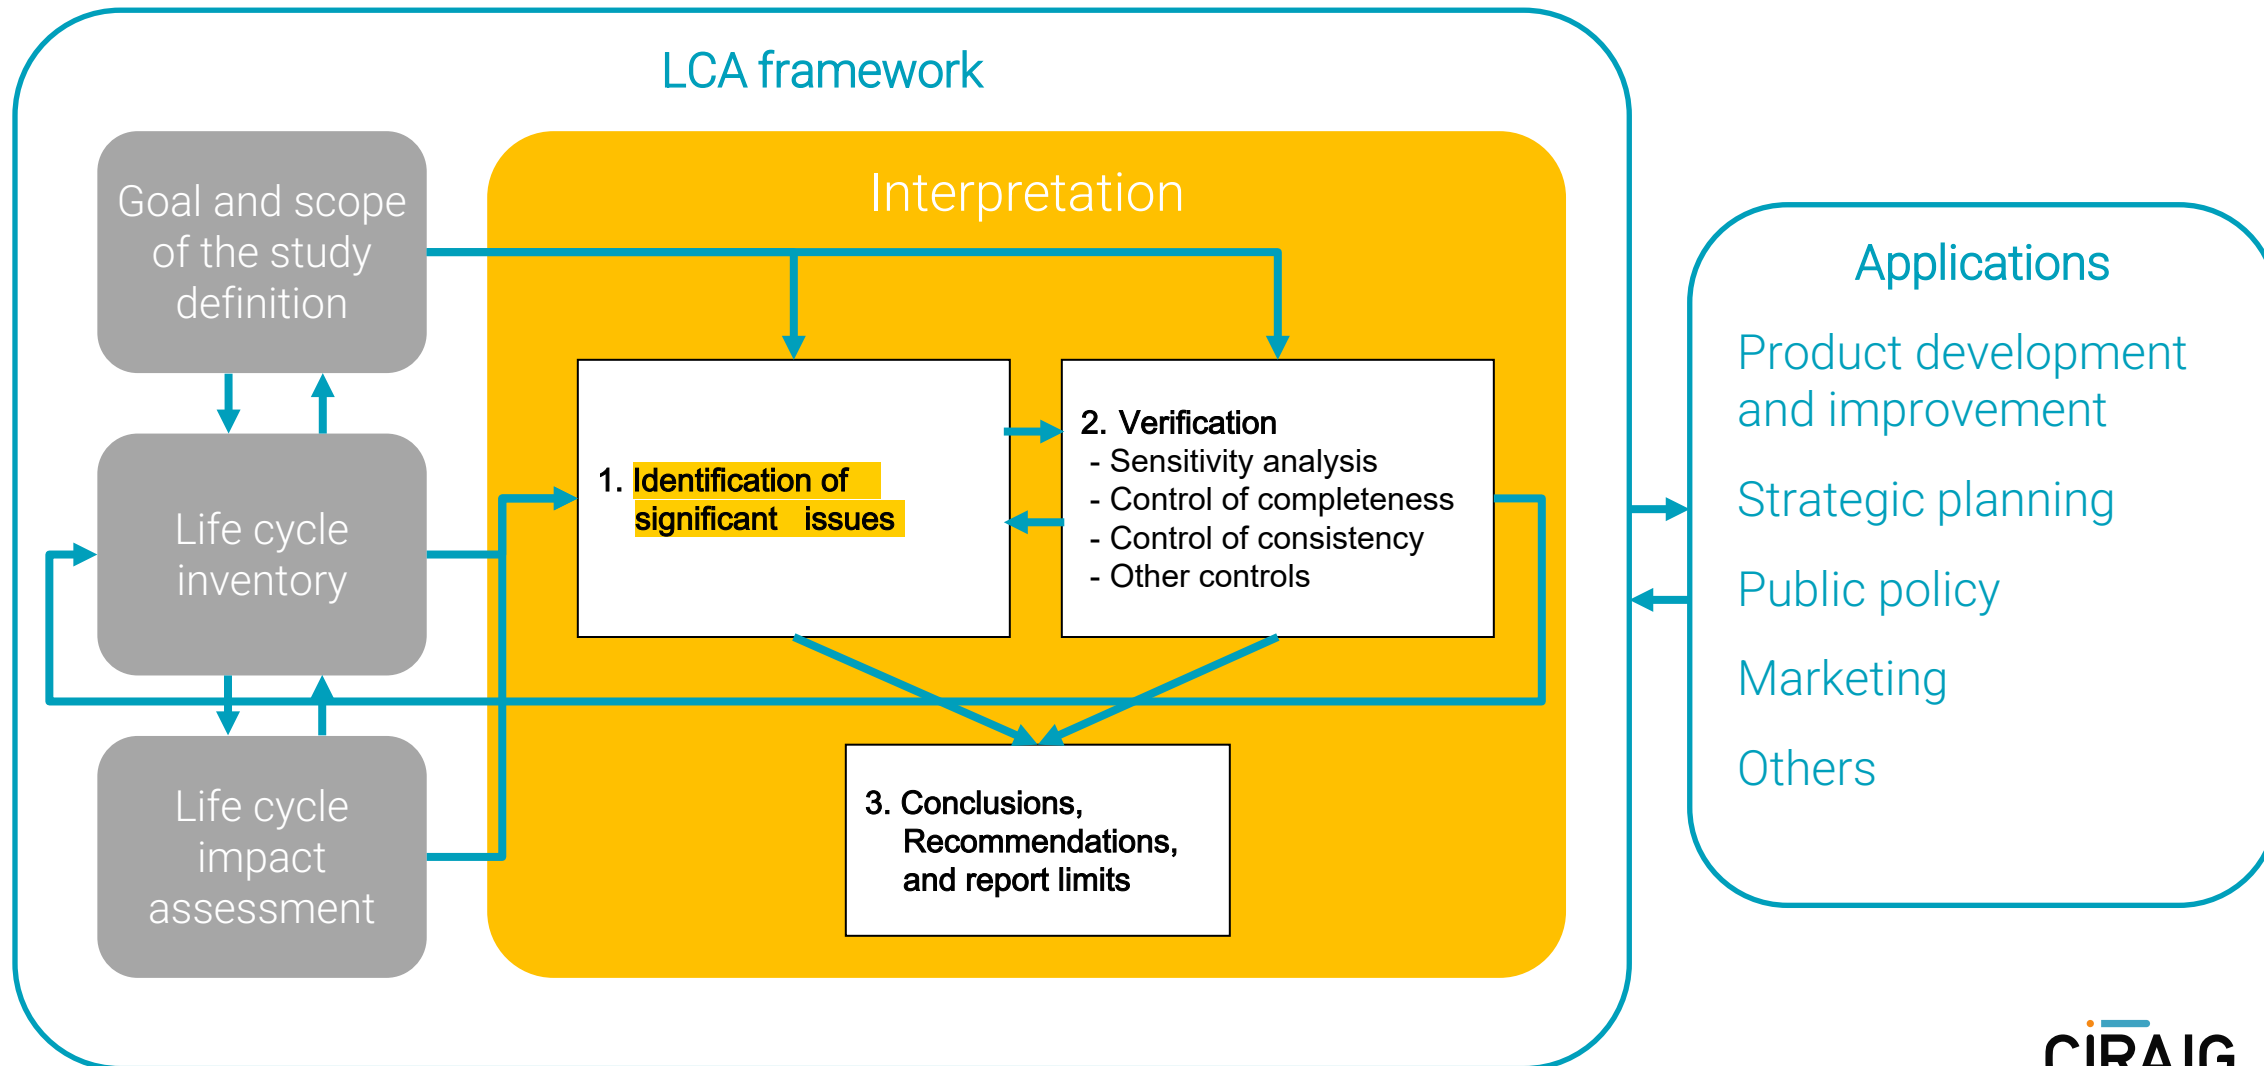 LCA framework
Goal and scope
of the study
definition
Life cycle
inventory
Life cycle
impact
assessment
Interpretation
1. Identification of
significant issues
2. Verification
- Sensitivity analysis
- Control of completeness
- Control of consistency
- Other controls
3. Conclusions,
Recommendations,
and report limits
Applications
Product development
and improvement
Strategic planning
Public policy
Marketing
Others
CIRAIG